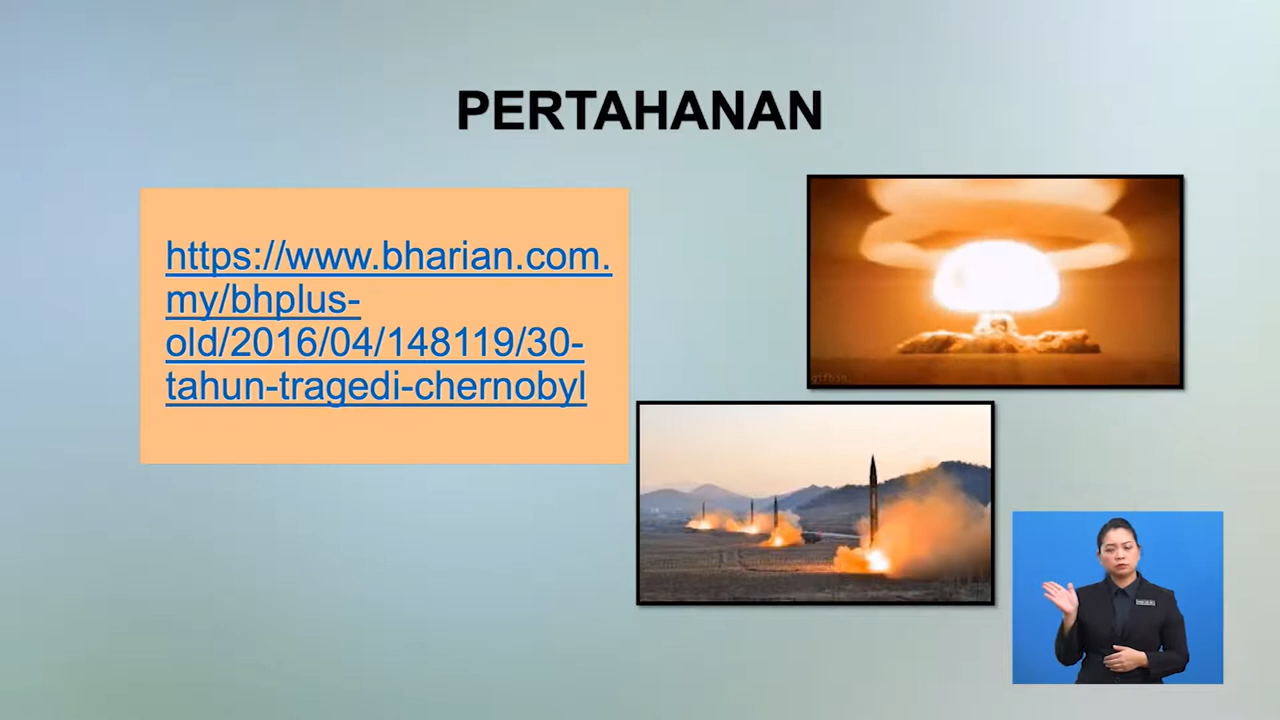 PERTAHANAN
https://www.bharian.com.
my/bhplus-
old/2016/04/148119/30-
tahun-tragedi-chernobyl